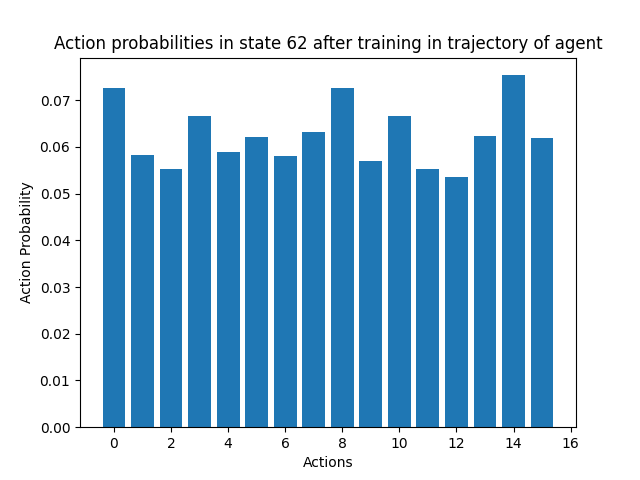 Action probabilities in state 62 after training in trajectory of agent
0.07
0.06
0.05
0.04
0.03
0.02
0.01
0.00
Action Probability
0 2 4 6 8 10 12 14 16
Actions